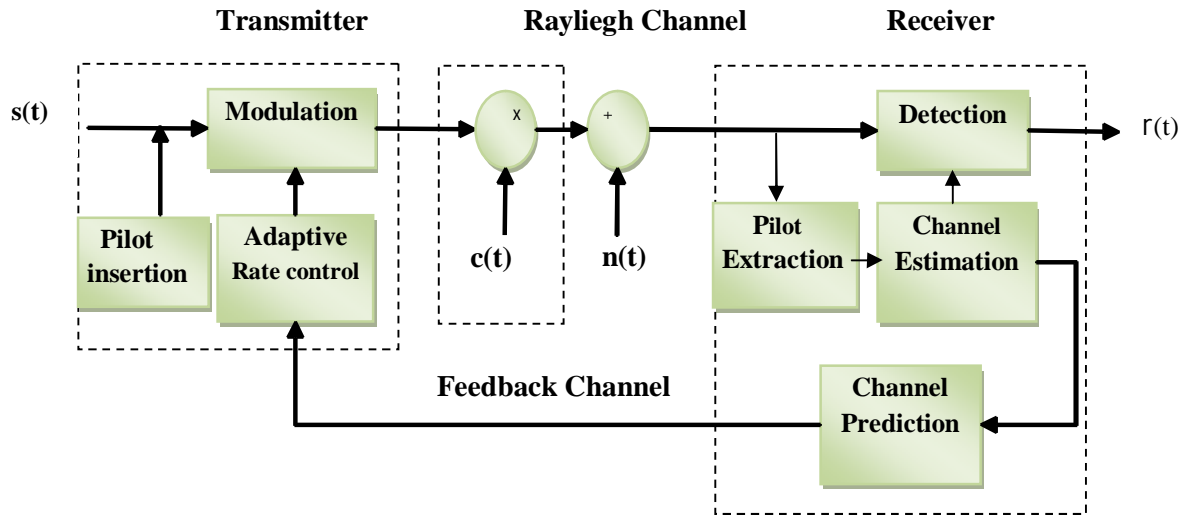 Transmitter
Rayliegh Channel
Receiver
s(t)
Modulation
x
+
Detection
r(t)
Pilot
insertion
Adaptive
Rate control
c(t)
n(t)
Pilot
Extraction
Channel
Estimation
Feedback Channel
Channel
Prediction